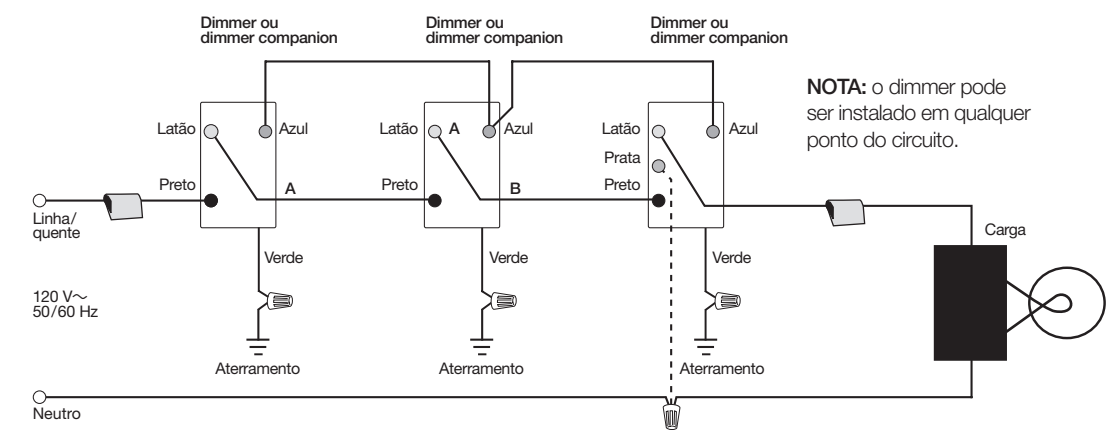 Dimmer ou
dimmer companion
Dimmer ou
dimmer companion
Dimmer ou
dimmer companion
NOTA: o dimmer pode
ser instalado em qualquer
ponto do circuito.
Latão
Azul
Latão
A
Azul
Latão
Azul
Prata
Preto
A
Preto
B
Preto
Linha/
quente
Carga
Verde
Verde
Verde
120 V~
50/60 Hz
Aterramento
Aterramento
Aterramento
Neutro